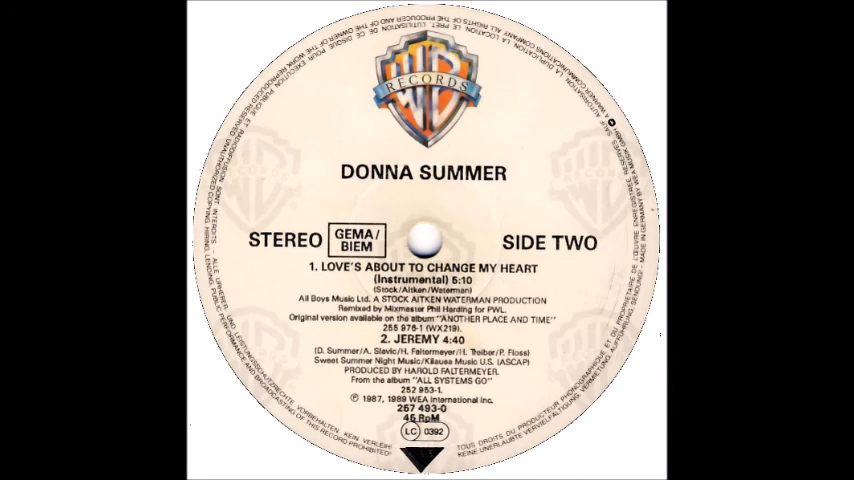 RECORDS
DONNA SUMMER
STEREO
GEMA/
BIEM
SIDE TWO
1. LOVE'S ABOUT TO CHANGE MY HEART
(Instrumental) 5:10
(Stock/Aitken/Waterman)
All Boys Music Ltd. A STOCK AITKEN WATERMAN PRODUCTION
Remixed by Mixmaster Phil Harding for PWL.
Original version available on the album "ANOTHER PLACE AND TIME"
255 976-1 (WX219).
2. JEREMY 4:40
(D. Summer/A. Slavic/H. Faltermeyer/H. Treiber/P. Floss)
Sweet Summer Night Music/Kilauea Music U.S. (ASCAP)
PRODUCED BY HAROLD FALTERMEYER.
From the album "ALL SYSTEMS GO"
252 953-1.
℗ 1987, 1989 WEA International Inc.
257 493-0
45 RPM
LC 0392